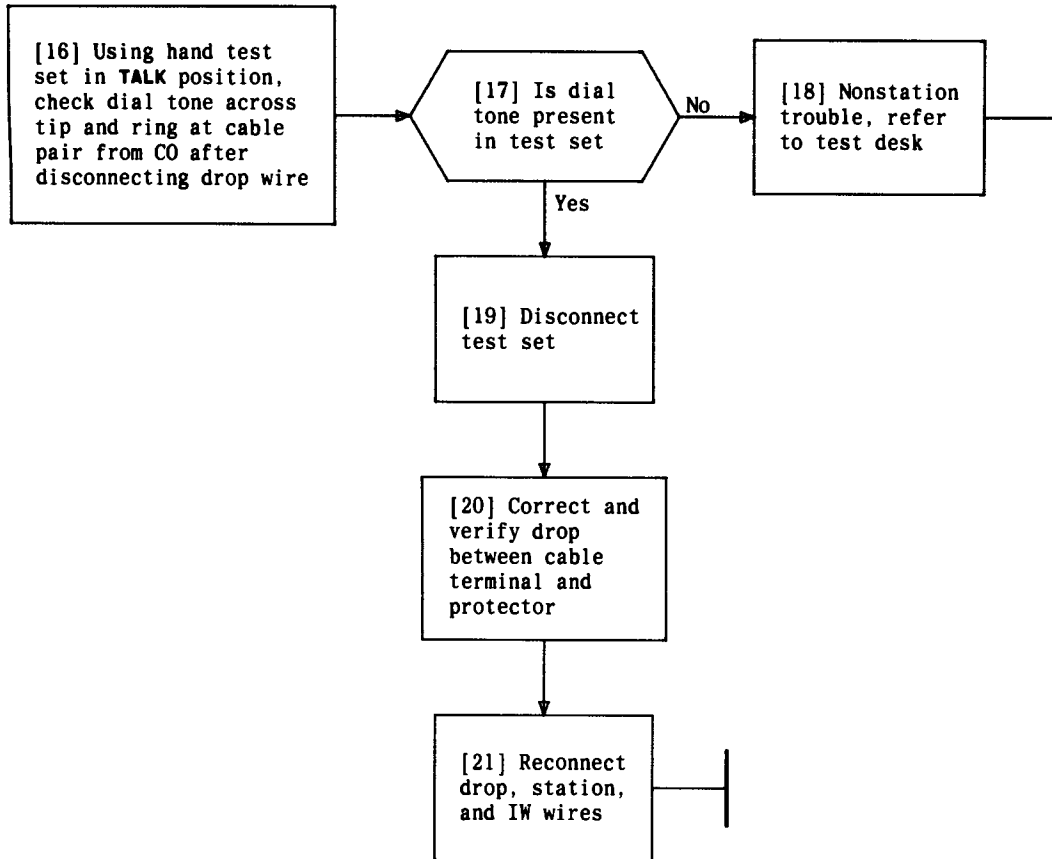 [16] Using hand test
set in TALK position,
check dial tone across
tip and ring at cable
pair from CO after
disconnecting drop wire
[17] Is dial
tone present
in test set
No
[18] Nonstation
trouble, refer
to test desk
Yes
[19] Disconnect
test set
[20] Correct and
verify drop
between cable
terminal and
protector
[21] Reconnect
drop, station,
and IW wires